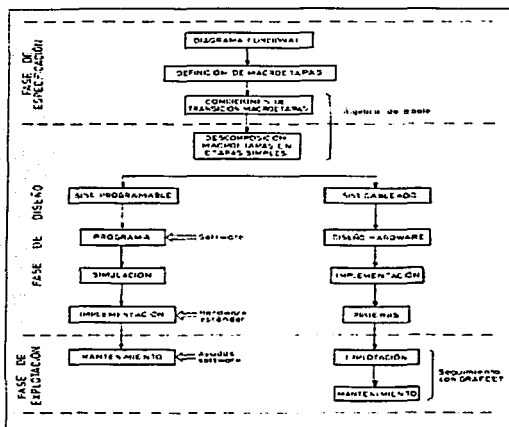 FASE DE
ESPECIFICACIÓN
DIAGRAMA FUNCIONAL
DEFINICIÓN DE MACROETAPAS
CONDICIONES DE
TRANSICIÓN MACROETAPAS
Algebra de Boole
DESCOMPOSICIÓN
MACROETAPAS EN
ETAPAS SIMPLES
FASE DE DISEÑO
SIST. PROGRAMABLE
SIST. CABLEADO
PROGRAMA
Software
DISEÑO HARDWARE
SIMULACIÓN
IMPLEMENTACIÓN
IMPLEMENTACIÓN
Hardware
estándar
PRUEBAS
FASE DE
EXPLOTACIÓN
MANTENIMIENTO
Ayudas
software
EXPLOTACIÓN
Seguimiento
con GRAFCET
MANTENIMIENTO